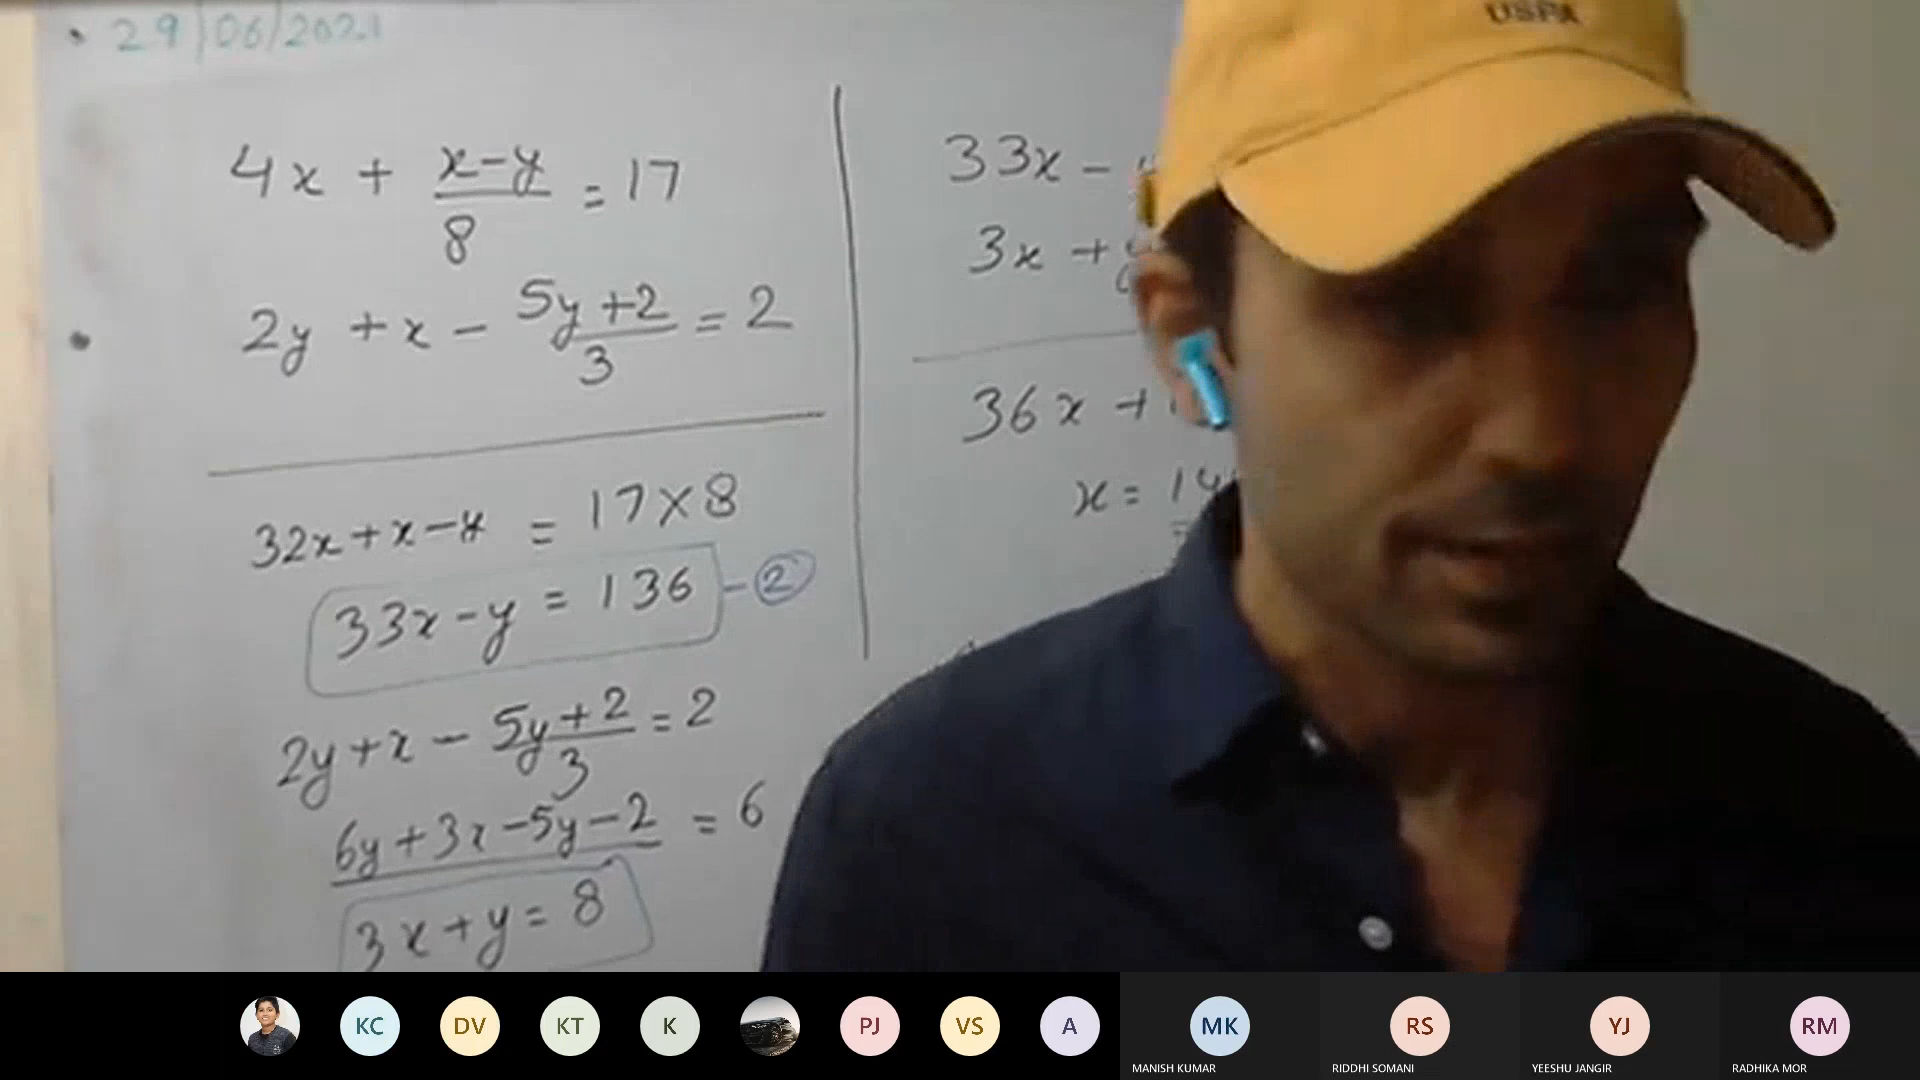 29/06/2021
4x + x-y/8 = 17
2y + x - 5y+2/3 = 2
32x+x-y = 17×8
33x-y = 136 -②
2y+x - 5y+2/3 = 2
6y+3x-5y-2 = 6
3x+y = 8
33x -
3x +
36x +
x = 14
USPA
KC DV KT K PJ VS A MK RS YJ RM
MANISH KUMAR RIDDHI SOMANI YEESHU JANGIR RADHIKA MOR